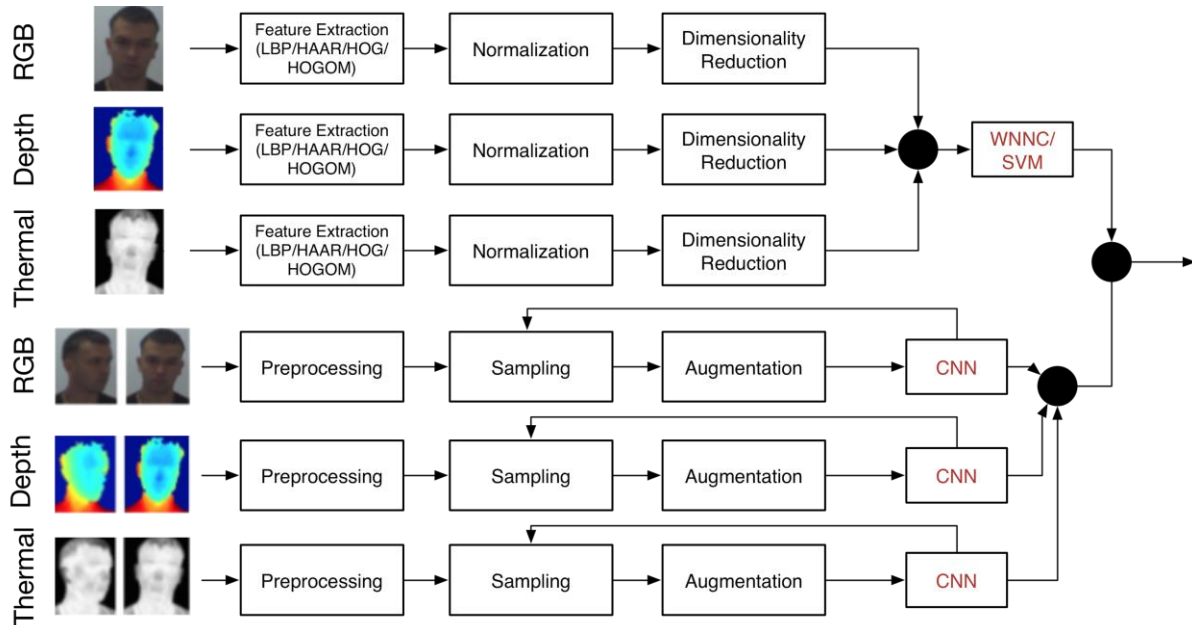 RGB
Feature Extraction
(LBP/HAAR/HOG/
HOGOM)
Normalization
Dimensionality
Reduction
Depth
Feature Extraction
(LBP/HAAR/HOG/
HOGOM)
Normalization
Dimensionality
Reduction
WNNC/
SVM
Thermal
Feature Extraction
(LBP/HAAR/HOG/
HOGOM)
Normalization
Dimensionality
Reduction
RGB
Preprocessing
Sampling
Augmentation
CNN
Depth
Preprocessing
Sampling
Augmentation
CNN
Thermal
Preprocessing
Sampling
Augmentation
CNN